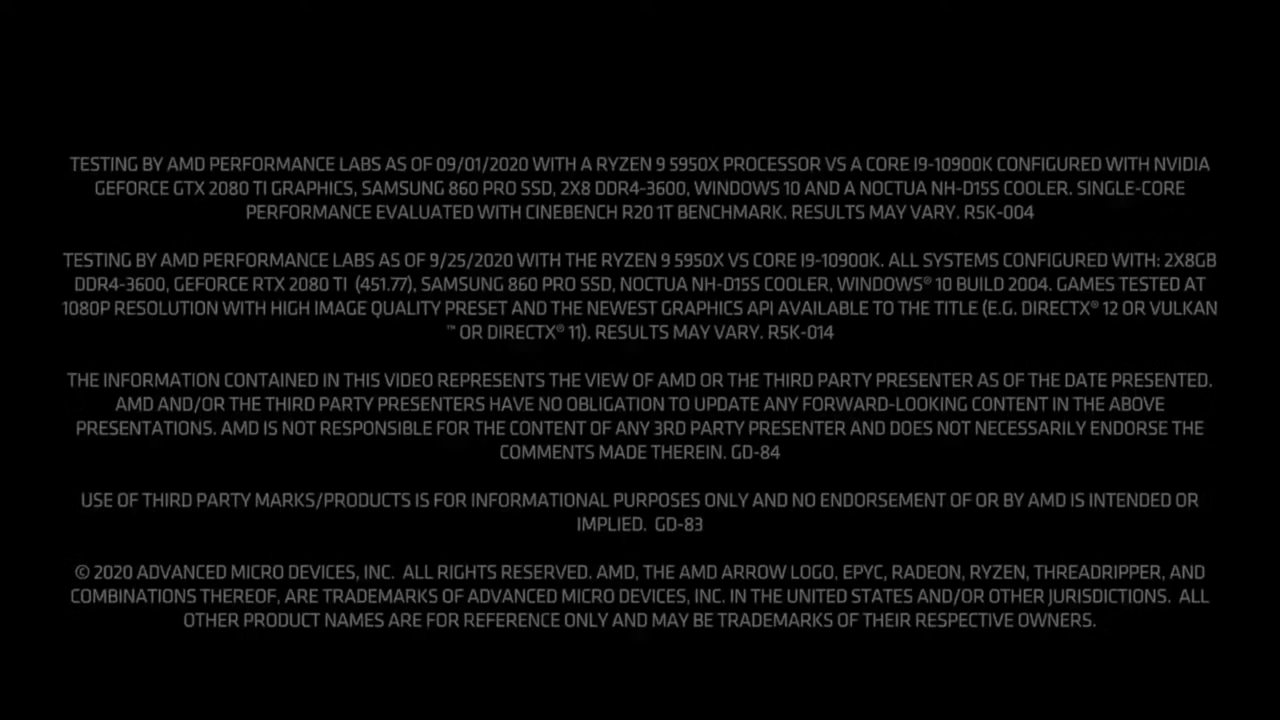 TESTING BY AMD PERFORMANCE LABS AS OF 09/01/2020 WITH A RYZEN 9 5950X PROCESSOR VS A CORE I9-10900K CONFIGURED WITH NVIDIA
GEFORCE GTX 2080 TI GRAPHICS, SAMSUNG 860 PRO SSD, 2X8 DDR4-3600, WINDOWS 10 AND A NOCTUA NH-D15S COOLER. SINGLE-CORE
PERFORMANCE EVALUATED WITH CINEBENCH R20 1T BENCHMARK. RESULTS MAY VARY. R5K-004
TESTING BY AMD PERFORMANCE LABS AS OF 9/25/2020 WITH THE RYZEN 9 5950X VS CORE I9-10900K. ALL SYSTEMS CONFIGURED WITH: 2X8GB
DDR4-3600, GEFORCE RTX 2080 TI (451.77), SAMSUNG 860 PRO SSD, NOCTUA NH-D15S COOLER, WINDOWS® 10 BUILD 2004. GAMES TESTED AT
1080P RESOLUTION WITH HIGH IMAGE QUALITY PRESET AND THE NEWEST GRAPHICS API AVAILABLE TO THE TITLE (E.G. DIRECTX® 12 OR VULKAN
™ OR DIRECTX® 11). RESULTS MAY VARY. R5K-014
THE INFORMATION CONTAINED IN THIS VIDEO REPRESENTS THE VIEW OF AMD OR THE THIRD PARTY PRESENTER AS OF THE DATE PRESENTED.
AMD AND/OR THE THIRD PARTY PRESENTERS HAVE NO OBLIGATION TO UPDATE ANY FORWARD-LOOKING CONTENT IN THE ABOVE
PRESENTATIONS. AMD IS NOT RESPONSIBLE FOR THE CONTENT OF ANY 3RD PARTY PRESENTER AND DOES NOT NECESSARILY ENDORSE THE
COMMENTS MADE THEREIN. GD-84
USE OF THIRD PARTY MARKS/PRODUCTS IS FOR INFORMATIONAL PURPOSES ONLY AND NO ENDORSEMENT OF OR BY AMD IS INTENDED OR
IMPLIED. GD-83
© 2020 ADVANCED MICRO DEVICES, INC. ALL RIGHTS RESERVED. AMD, THE AMD ARROW LOGO, EPYC, RADEON, RYZEN, THREADRIPPER, AND
COMBINATIONS THEREOF, ARE TRADEMARKS OF ADVANCED MICRO DEVICES, INC. IN THE UNITED STATES AND/OR OTHER JURISDICTIONS. ALL
OTHER PRODUCT NAMES ARE FOR REFERENCE ONLY AND MAY BE TRADEMARKS OF THEIR RESPECTIVE OWNERS.